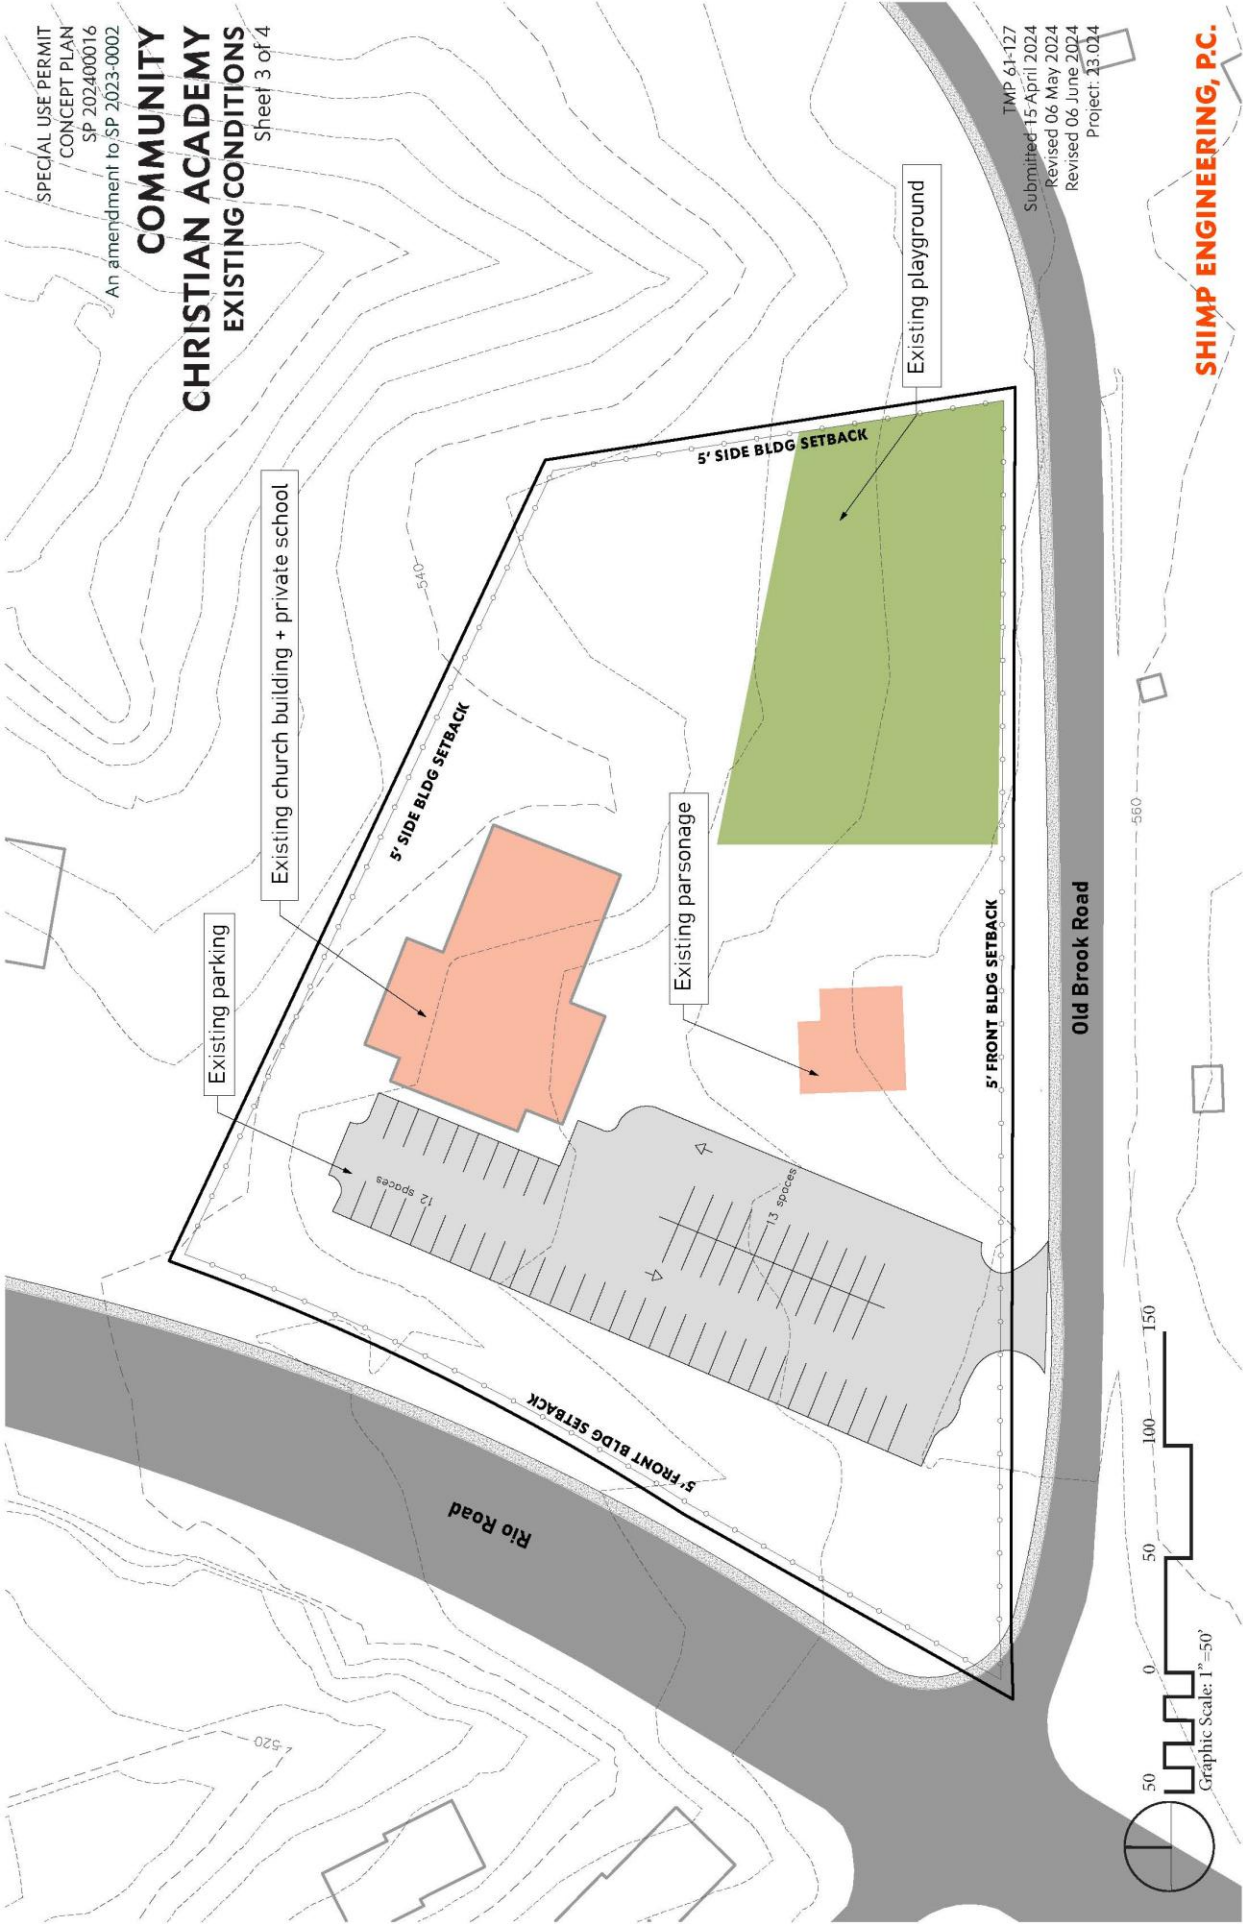 SPECIAL USE PERMIT
CONCEPT PLAN
SP 202400016
An amendment to SP 2023-0002
COMMUNITY
CHRISTIAN ACADEMY
EXISTING CONDITIONS
Sheet 3 of 4
TMP 61-127
Submitted 15 April 2024
Revised 06 May 2024
Revised 06 June 2024
Project: 23.024
SHIMP ENGINEERING, P.C.
Existing parking
Existing church building + private school
Existing parsonage
Existing playground
5' SIDE BLDG SETBACK
5' SIDE BLDG SETBACK
5' FRONT BLDG SETBACK
5' FRONT BLDG SETBACK
12 spaces
13 spaces
Rio Road
Old Brook Road
540
520
560
50
0
50
100
150
Graphic Scale: 1"=50'